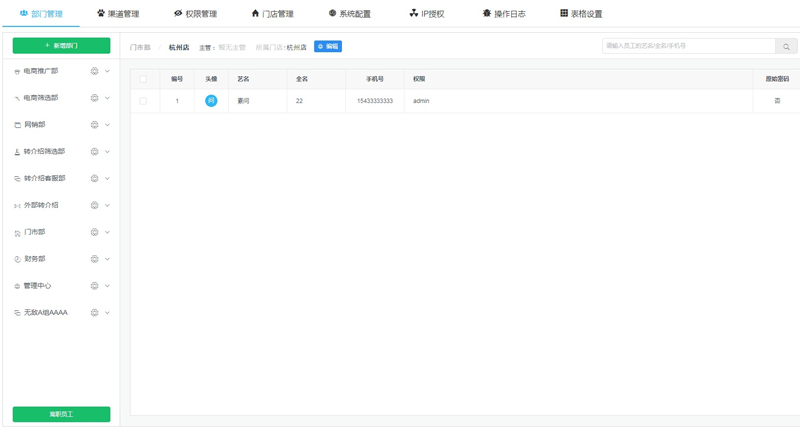 部门管理 渠道管理 权限管理 门店管理 系统配置 IP授权 操作日志 表格设置
+ 新增部门
门市部 / 杭州店 主管: 暂无主管 所属门店:杭州店 编辑
请输入员工的艺名/全名/手机号
电商推广部
电商筛选部
网销部
转介绍筛选部
转介绍客服部
外部转介绍
门市部
财务部
管理中心
无敌A组AAAA
离职员工
编号 头像 艺名 全名 手机号 权限 原始密码
1 问 素问 22 15433333333 admin 否